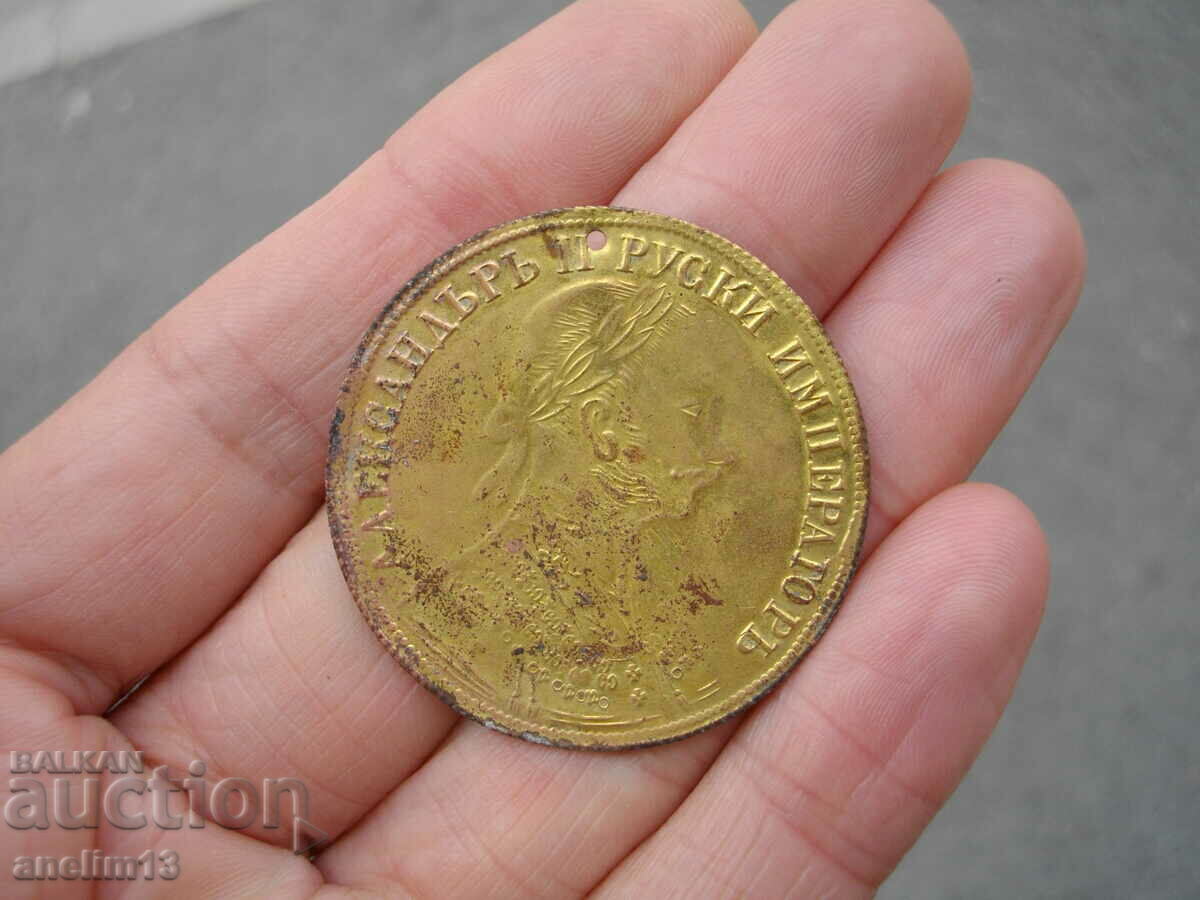 АЛЕКСАНДЪРЪ II РУСКИ ИМПЕРАТОРЪ
BALKAN
auction
anelim13